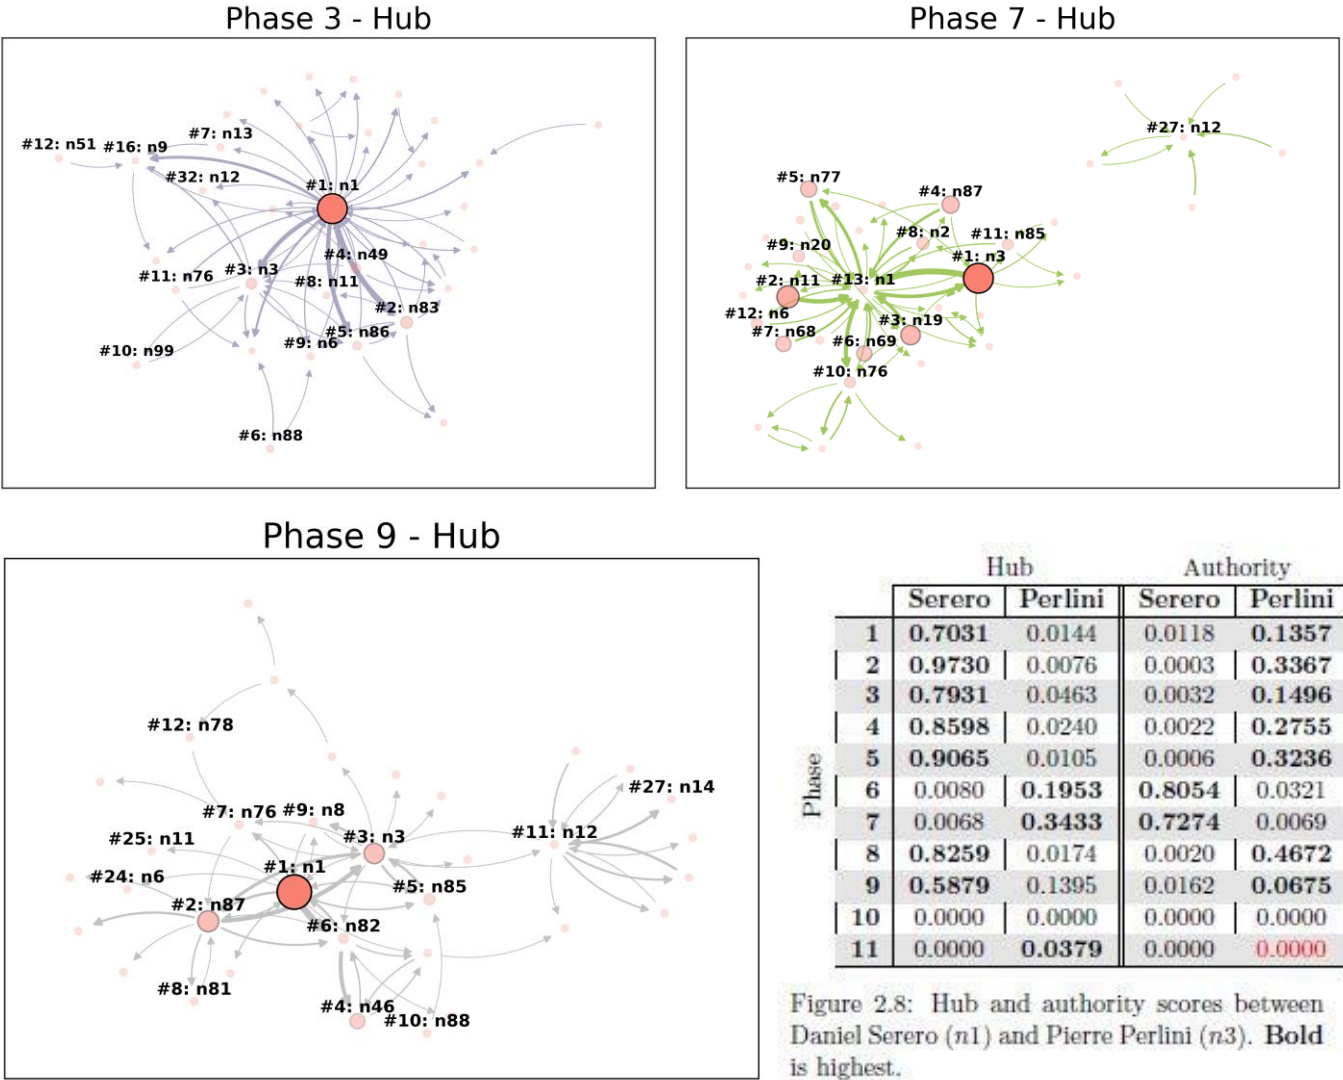 Phase 3 - Hub
#12: n51
#16: n9
#7: n13
#32: n12
#1: n1
#4: n49
#3: n3
#11: n76
#8: n11
#2: n83
#5: n86
#9: n6
#10: n99
#6: n88
Phase 7 - Hub
#27: n12
#5: n77
#4: n87
#8: n2
#11: n85
#9: n20
#1: n3
#2: n11
#13: n1
#12: n6
#3: n19
#7: n68
#6: n69
#10: n76
Phase 9 - Hub
#12: n78
#27: n14
#7: n76
#9: n8
#11: n12
#25: n11
#3: n3
#1: n1
#24: n6
#5: n85
#2: n87
#6: n82
#8: n81
#4: n46
#10: n88
Hub Authority
Serero Perlini Serero Perlini
Phase
1 0.7031 0.0144 0.0118 0.1357
2 0.9730 0.0076 0.0003 0.3367
3 0.7931 0.0463 0.0032 0.1496
4 0.8598 0.0240 0.0022 0.2755
5 0.9065 0.0105 0.0006 0.3236
6 0.0080 0.1953 0.8054 0.0321
7 0.0068 0.3433 0.7274 0.0069
8 0.8259 0.0174 0.0020 0.4672
9 0.5879 0.1395 0.0162 0.0675
10 0.0000 0.0000 0.0000 0.0000
11 0.0000 0.0379 0.0000 0.0000
Figure 2.8: Hub and authority scores between
Daniel Serero (n1) and Pierre Perlini (n3). Bold
is highest.